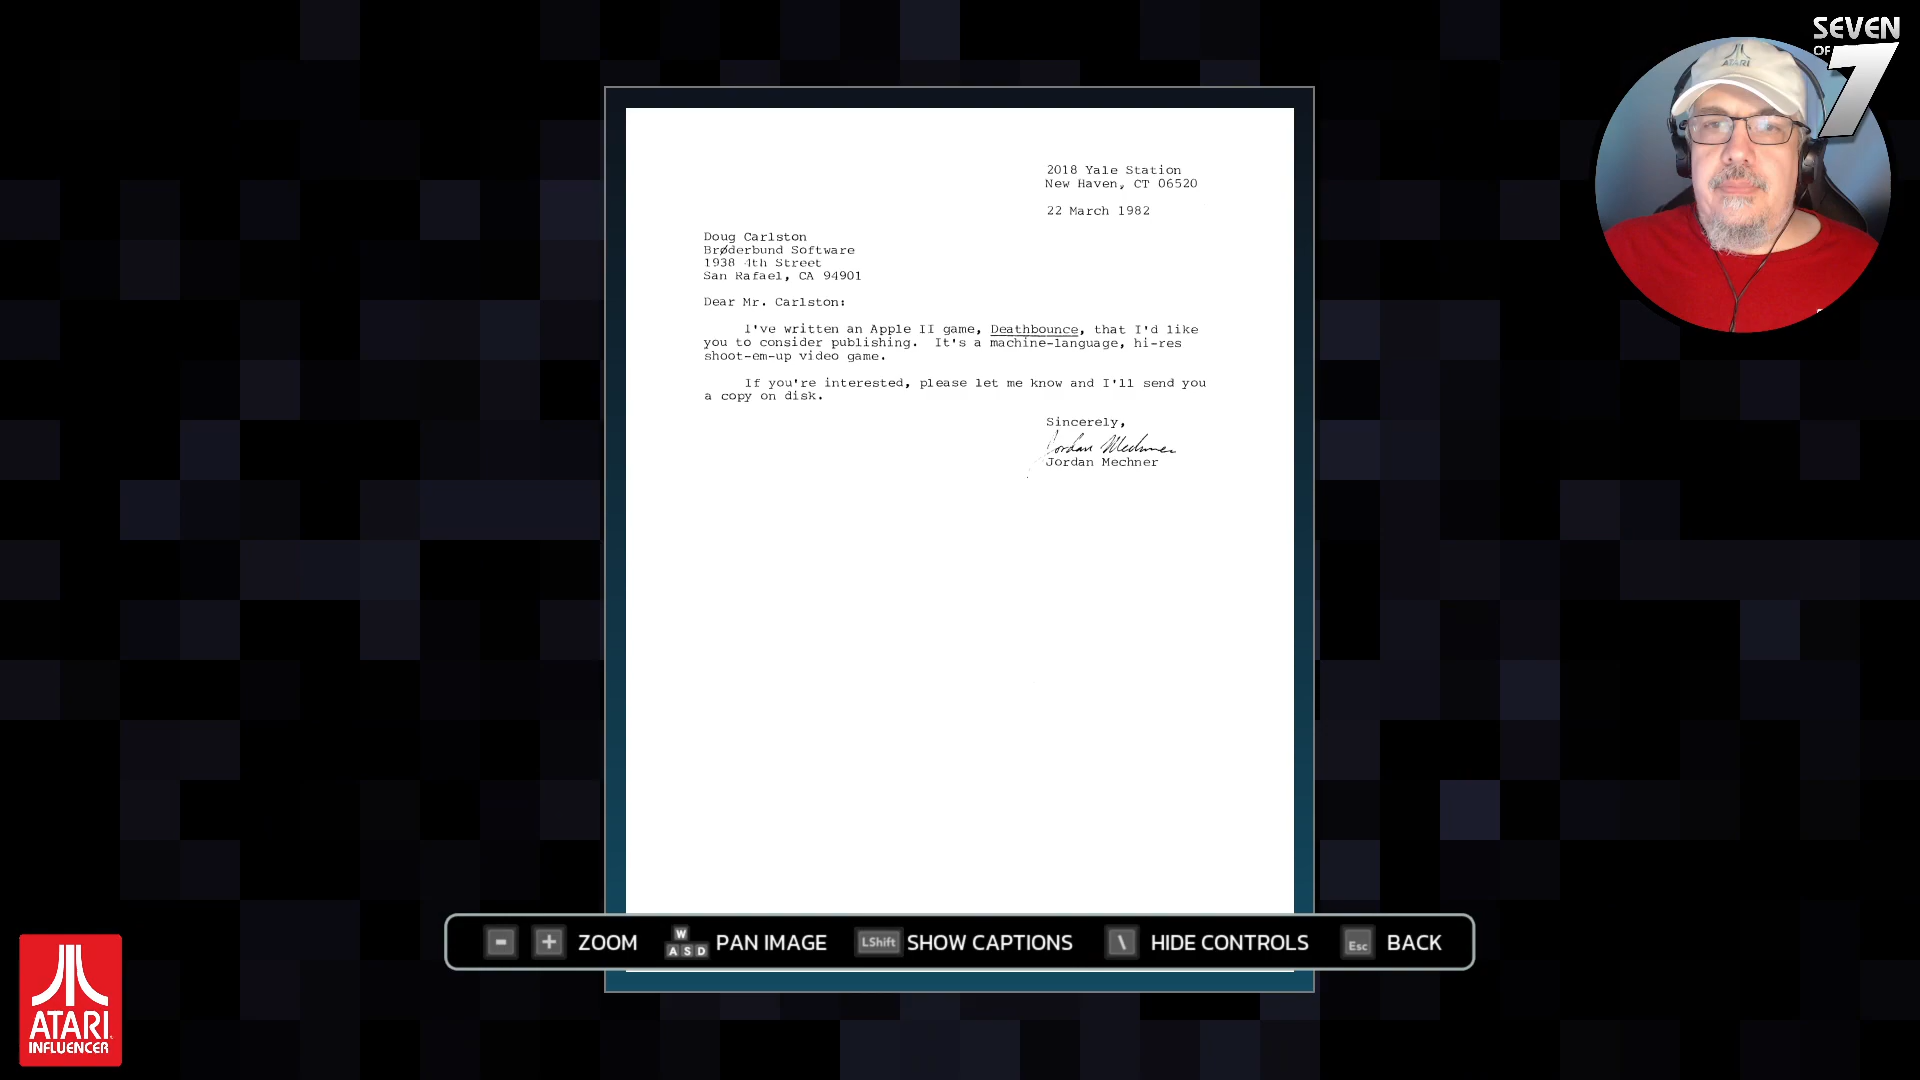 SEVEN
OF 7
ATARI
2018 Yale Station
New Haven, CT 06520
22 March 1982
Doug Carlston
Brøderbund Software
1938 4th Street
San Rafael, CA 94901
Dear Mr. Carlston:
I've written an Apple II game, Deathbounce, that I'd like
you to consider publishing.  It's a machine-language, hi-res
shoot-em-up video game.
If you're interested, please let me know and I'll send you
a copy on disk.
Sincerely,
Jordan Mechner
Jordan Mechner
- + ZOOM W A S D PAN IMAGE LShift SHOW CAPTIONS \ HIDE CONTROLS Esc BACK
ATARI
INFLUENCER